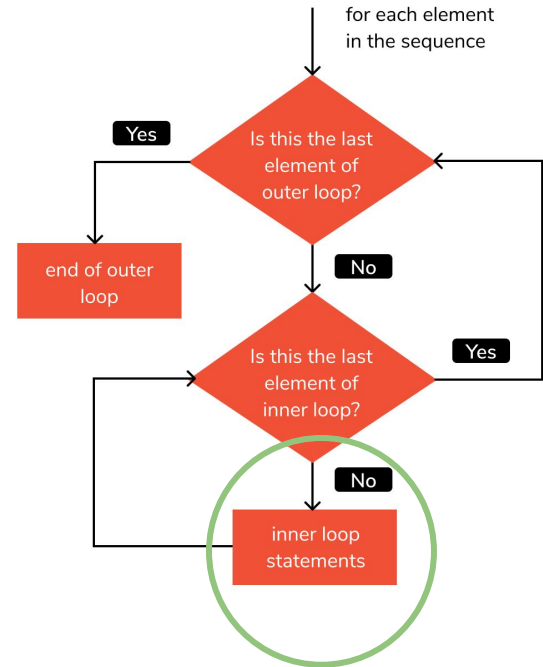 for each element
in the sequence
Is this the last
element of
outer loop?
Yes
end of outer
loop
No
Is this the last
element of
inner loop?
Yes
No
inner loop
statements